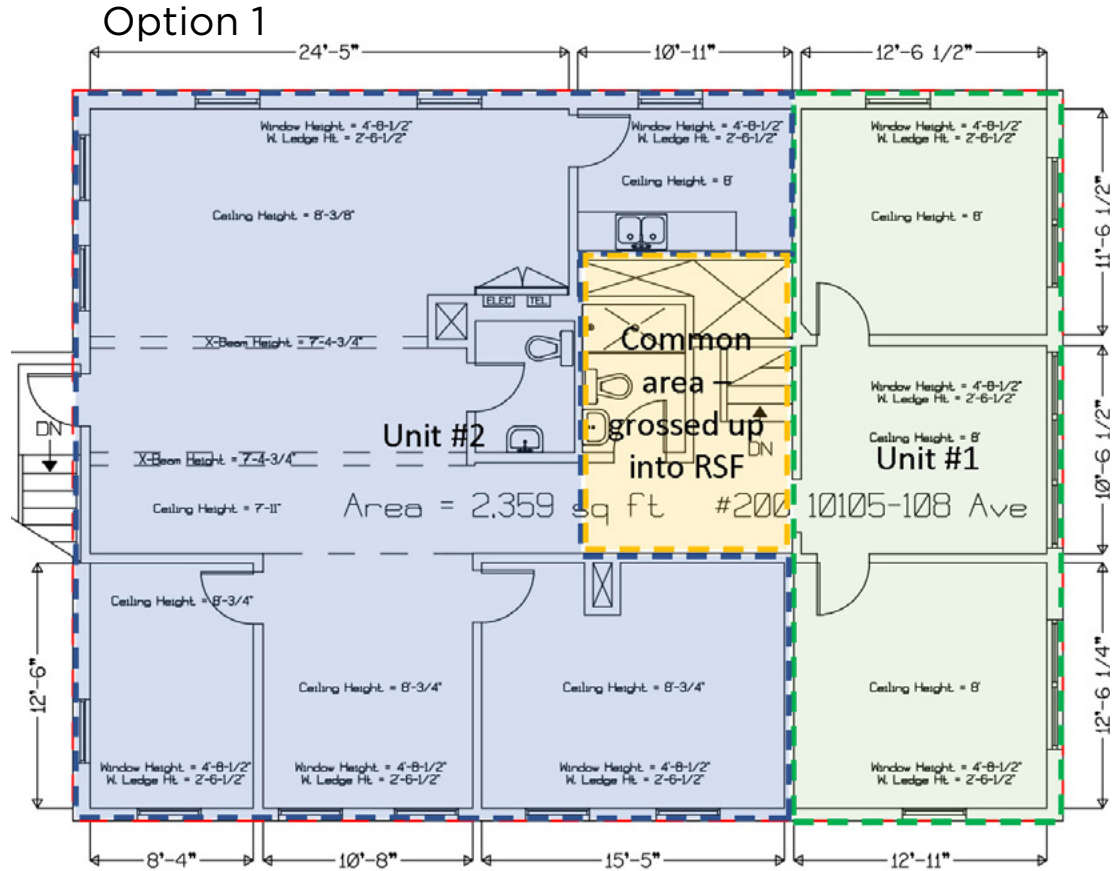 Option 1
24'-5"
10'-11"
12'-6 1/2"
Window Height = 4'-8-1/2"
W. Ledge Ht. = 2'-6-1/2"
Window Height = 4'-8-1/2"
W. Ledge Ht. = 2'-6-1/2"
Window Height = 4'-8-1/2"
W. Ledge Ht. = 2'-6-1/2"
Ceiling Height = 8'
Ceiling Height = 8'-3/8"
Ceiling Height = 8'
11'-6 1/2"
ELEC
TEL
X-Beam Height = 7'-4-3/4"
Common
area –
grossed up
into RSF
DN
Window Height = 4'-8-1/2"
W. Ledge Ht. = 2'-6-1/2"
Ceiling Height = 8'
Unit #1
10'-6 1/2"
DN
Unit #2
X-Beam Height = 7'-4-3/4"
Ceiling Height = 7'-11"
Area = 2,359 sq ft #200 10105-108 Ave
Ceiling Height = 8'-3/4"
12'-6"
Ceiling Height = 8'-3/4"
Ceiling Height = 8'-3/4"
Ceiling Height = 8'
12'-6 1/4"
Window Height = 4'-8-1/2"
W. Ledge Ht. = 2'-6-1/2"
Window Height = 4'-8-1/2"
W. Ledge Ht. = 2'-6-1/2"
Window Height = 4'-8-1/2"
W. Ledge Ht. = 2'-6-1/2"
Window Height = 4'-8-1/2"
W. Ledge Ht. = 2'-6-1/2"
8'-4"
10'-8"
15'-5"
12'-11"